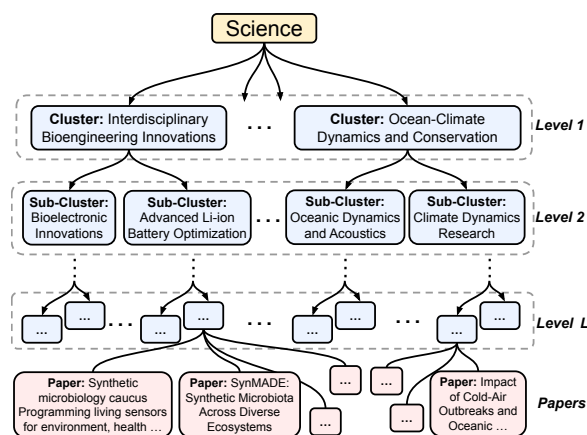 Science
Cluster: Interdisciplinary
Bioengineering Innovations
...
Cluster: Ocean-Climate
Dynamics and Conservation
Level 1
Sub-Cluster:
Bioelectronic
Innovations
Sub-Cluster:
Advanced Li-ion
Battery Optimization
...
Sub-Cluster:
Oceanic Dynamics
and Acoustics
Sub-Cluster:
Climate Dynamics
Research
Level 2
...
...
...
...
...
...
...
...
...
...
...
Level L
Paper: Synthetic
microbiology caucus
Programming living sensors
for environment, health ...
Paper: SynMADE:
Synthetic Microbiota
Across Diverse
Ecosystems
...
...
...
...
Paper: Impact
of Cold-Air
Outbreaks and
Oceanic ...
Papers